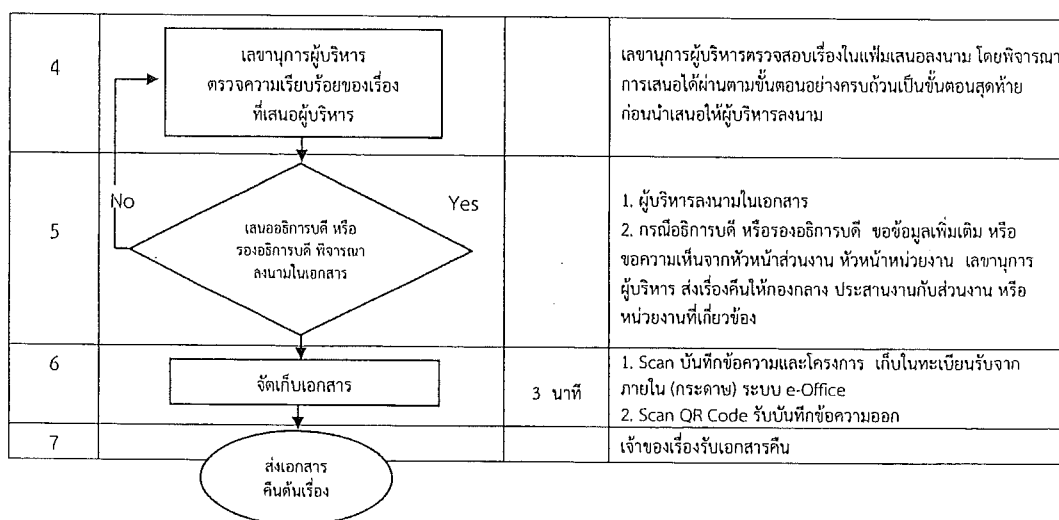 4
เลขานุการผู้บริหาร
ตรวจความเรียบร้อยของเรื่อง
ที่เสนอผู้บริหาร
เลขานุการผู้บริหารตรวจสอบเรื่องในแฟ้มเสนอลงนาม โดยพิจารณา
การเสนอได้ผ่านตามขั้นตอนอย่างครบถ้วนเป็นขั้นตอนสุดท้าย
ก่อนนำเสนอให้ผู้บริหารลงนาม
5
No
Yes
เสนออธิการบดี หรือ
รองอธิการบดี พิจารณา
ลงนามในเอกสาร
1. ผู้บริหารลงนามในเอกสาร
2. กรณีอธิการบดี หรือรองอธิการบดี ขอข้อมูลเพิ่มเติม หรือ
ขอความเห็นจากหัวหน้าส่วนงาน หัวหน้าหน่วยงาน เลขานุการ
ผู้บริหาร ส่งเรื่องคืนให้กองกลาง ประสานงานกับส่วนงาน หรือ
หน่วยงานที่เกี่ยวข้อง
6
จัดเก็บเอกสาร
3 นาที
1. Scan บันทึกข้อความและโครงการ เก็บในทะเบียนรับจาก
ภายใน (กระดาษ) ระบบ e-Office
2. Scan QR Code รับบันทึกข้อความออก
7
ส่งเอกสาร
คืนต้นเรื่อง
เจ้าของเรื่องรับเอกสารคืน